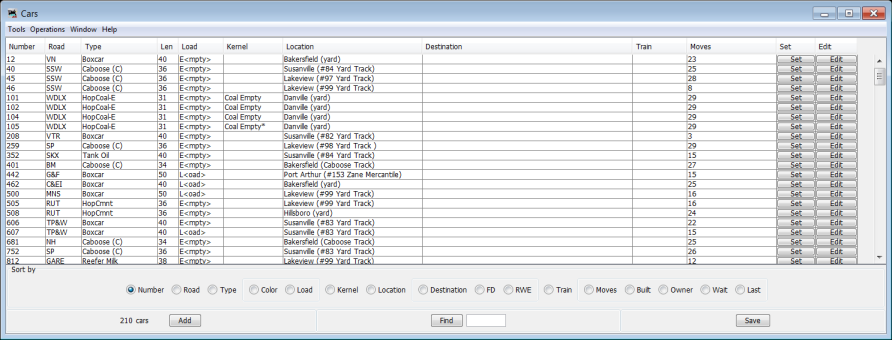 Cars
Tools Operations Window Help
Number Road Type Len Load Kernel Location Destination Train Moves Set Edit
12 VN Boxcar 40 E<mpty> Bakersfield (yard) 23 Set Edit
40 SSW Caboose (C) 36 E<mpty> Susanville (#84 Yard Track) 25 Set Edit
45 SSW Caboose (C) 36 E<mpty> Lakeview (#97 Yard Track) 28 Set Edit
46 SSW Caboose (C) 36 E<mpty> Lakeview (#99 Yard Track) 8 Set Edit
101 WDLX HopCoal-E 31 E<mpty> Coal Empty Danville (yard) 29 Set Edit
102 WDLX HopCoal-E 31 E<mpty> Coal Empty Danville (yard) 29 Set Edit
104 WDLX HopCoal-E 31 E<mpty> Coal Empty Danville (yard) 29 Set Edit
105 WDLX HopCoal-E 31 E<mpty> Coal Empty* Danville (yard) 29 Set Edit
208 VTR Boxcar 40 E<mpty> Susanville (#82 Yard Track) 3 Set Edit
259 SP Caboose (C) 36 E<mpty> Lakeview (#98 Yard Track ) 29 Set Edit
352 SKX Tank Oil 40 E<mpty> Susanville (#84 Yard Track) 15 Set Edit
401 BM Caboose (C) 34 E<mpty> Bakersfield (Caboose Track) 27 Set Edit
442 G&F Boxcar 50 L<oad> Port Arthur (#153 Zane Mercantile) 15 Set Edit
462 C&EI Boxcar 40 E<mpty> Bakersfield (yard) 25 Set Edit
500 MNS Boxcar 50 L<oad> Lakeview (#99 Yard Track) 16 Set Edit
505 RUT HopCmnt 36 E<mpty> Lakeview (#99 Yard Track) 16 Set Edit
508 RUT HopCmnt 36 E<mpty> Hillsboro (yard) 24 Set Edit
606 TP&W Boxcar 40 E<mpty> Susanville (#83 Yard Track) 22 Set Edit
607 TP&W Boxcar 40 L<oad> Susanville (#83 Yard Track) 15 Set Edit
681 NH Caboose (C) 34 E<mpty> Bakersfield (Caboose Track) 25 Set Edit
752 SP Caboose (C) 36 E<mpty> Susanville (#83 Yard Track) 26 Set Edit
812 GARE Reefer Milk 38 E<mpty> Lakeview (#99 Yard Track) 12 Set Edit
Sort by
Number Road Type Color Load Kernel Location Destination FD RWE Train Moves Built Owner Wait Last
210 cars Add Find Save